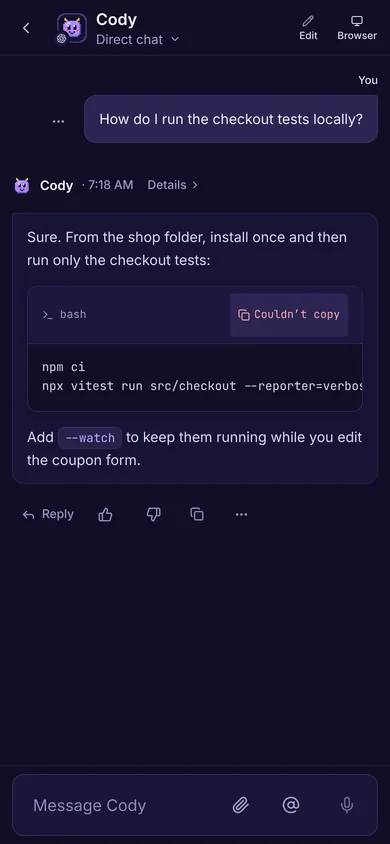 Cody
Direct chat
Edit
Browser
You
How do I run the checkout tests locally?
Cody · 7:18 AM Details
Sure. From the shop folder, install once and then
run only the checkout tests:
>_ bash
Couldn’t copy
npm ci
npx vitest run src/checkout --reporter=verbos
Add --watch to keep them running while you edit
the coupon form.
Reply
Message Cody